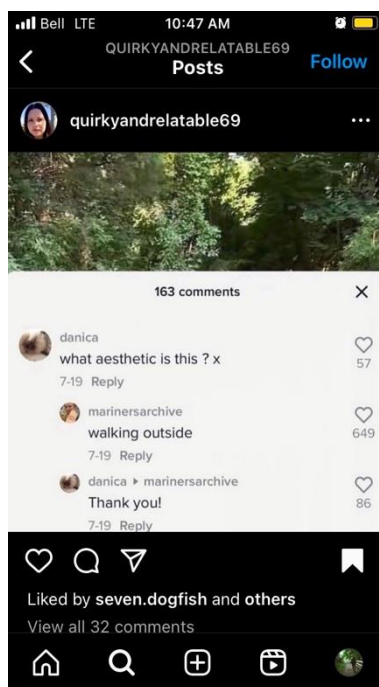 Bell LTE 10:47 AM
QUIRKYANDRELATABLE69
Posts
Follow
quirkyandrelatable69
163 comments
danica
what aesthetic is this ? x
57
7-19 Reply
marinersarchive
walking outside
649
7-19 Reply
danica ▸ marinersarchive
Thank you!
86
7-19 Reply
Liked by seven.dogfish and others
View all 32 comments